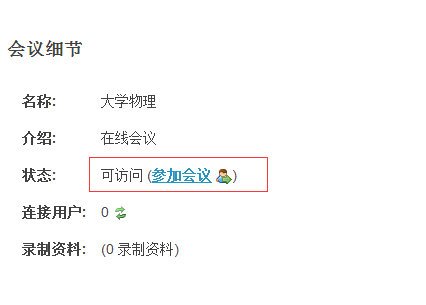 会议细节
名称: 大学物理
介绍: 在线会议
状态: 可访问 (参加会议)
连接用户: 0
录制资料: (0 录制资料)